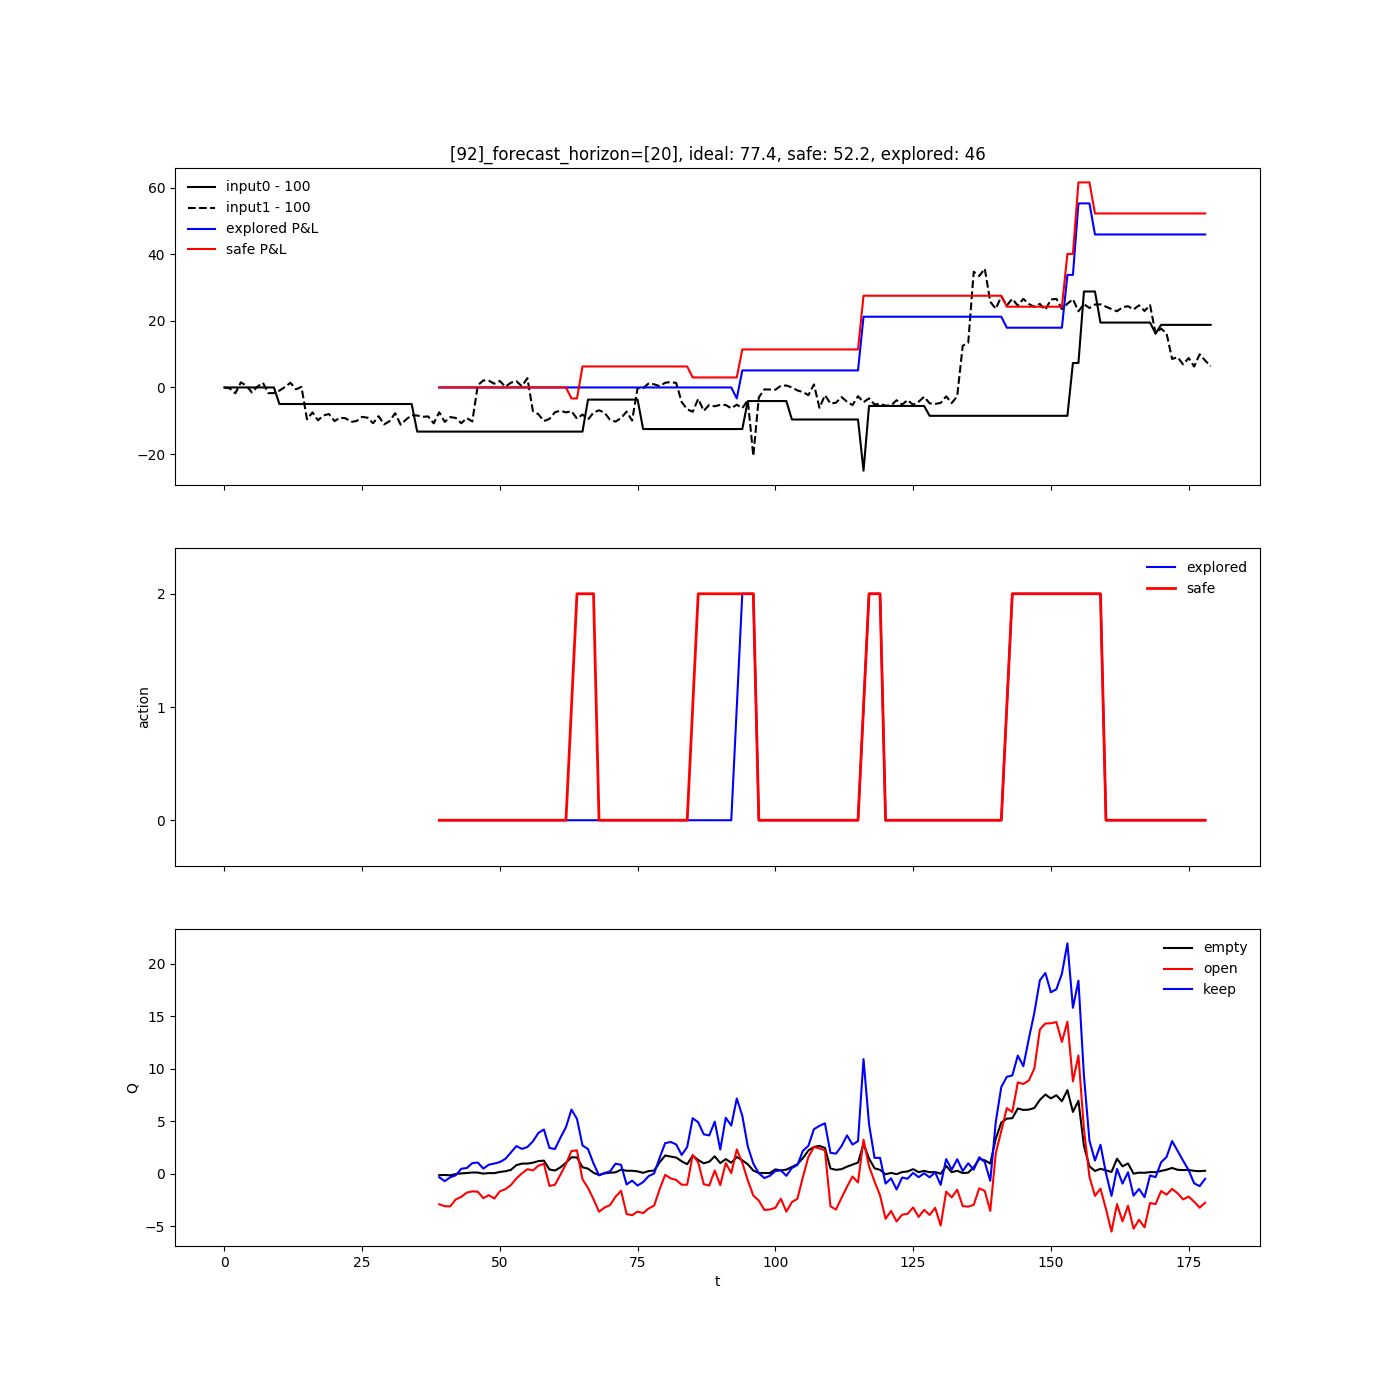 [92]_forecast_horizon=[20], ideal: 77.4, safe: 52.2, explored: 46
60
40
20
0
−20
input0 - 100
input1 - 100
explored P&L
safe P&L
action
2
1
0
explored
safe
Q
20
15
10
5
0
−5
empty
open
keep
0 25 50 75 100 125 150 175
t